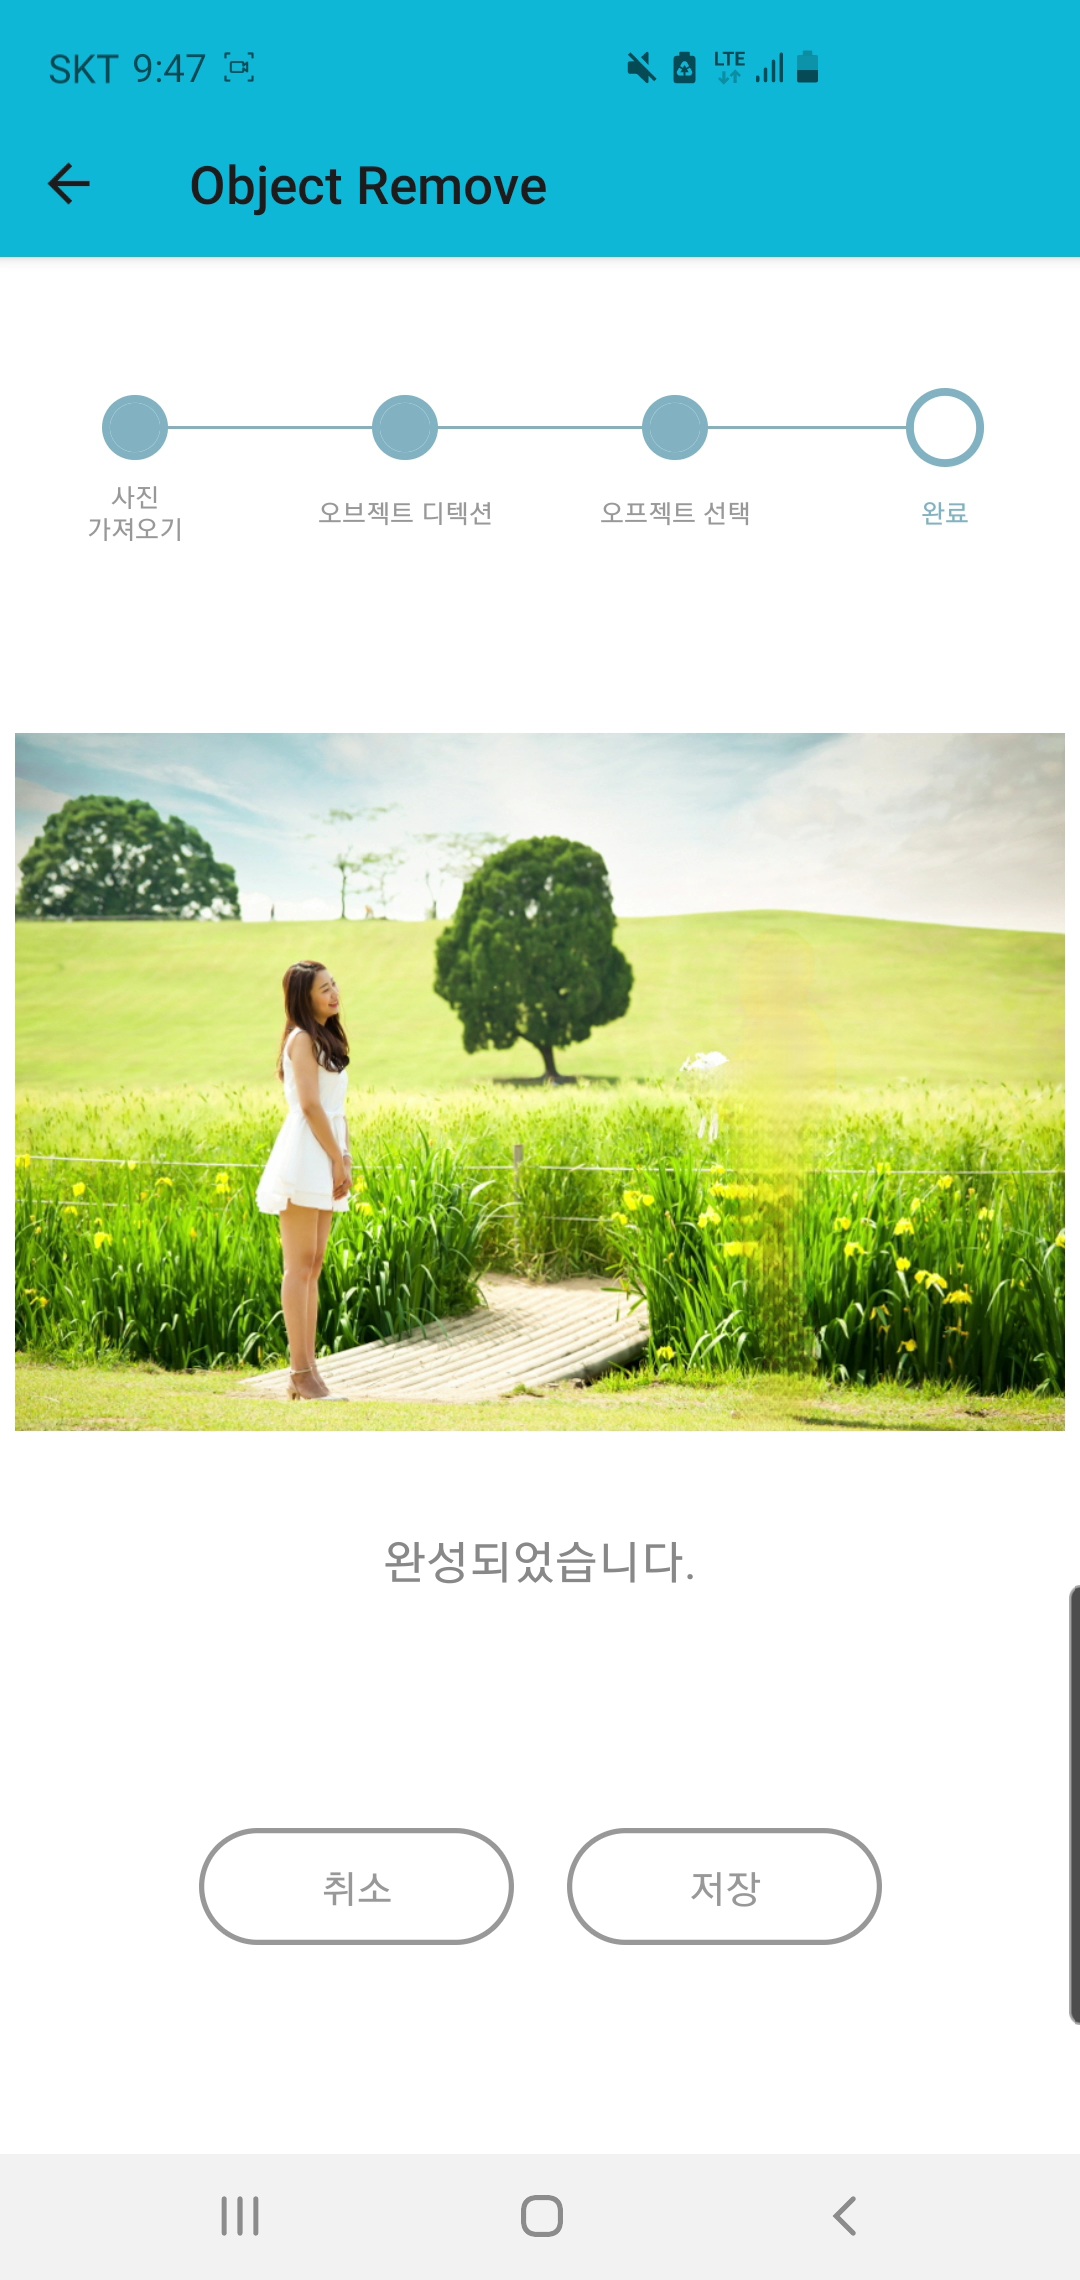 SKT 9:47
LTE
Object Remove
사진
가져오기
오브젝트 디텍션
오프젝트 선택
완료
완성되었습니다.
취소
저장